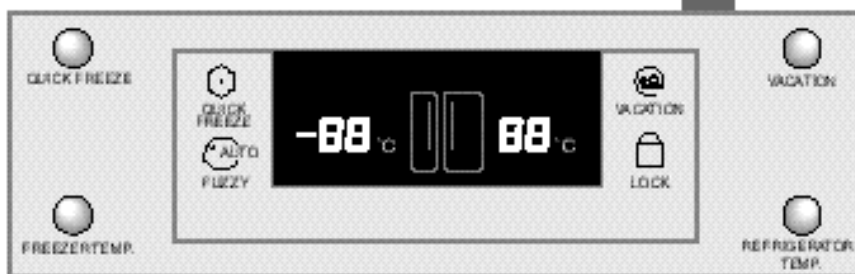 QUICK FREEZE
VACATION
QUICK
FREEZE
-88 °C
88 °C
VACATION
AUTO
FUZZY
LOCK
FREEZER TEMP.
REFRIGERATOR
TEMP.